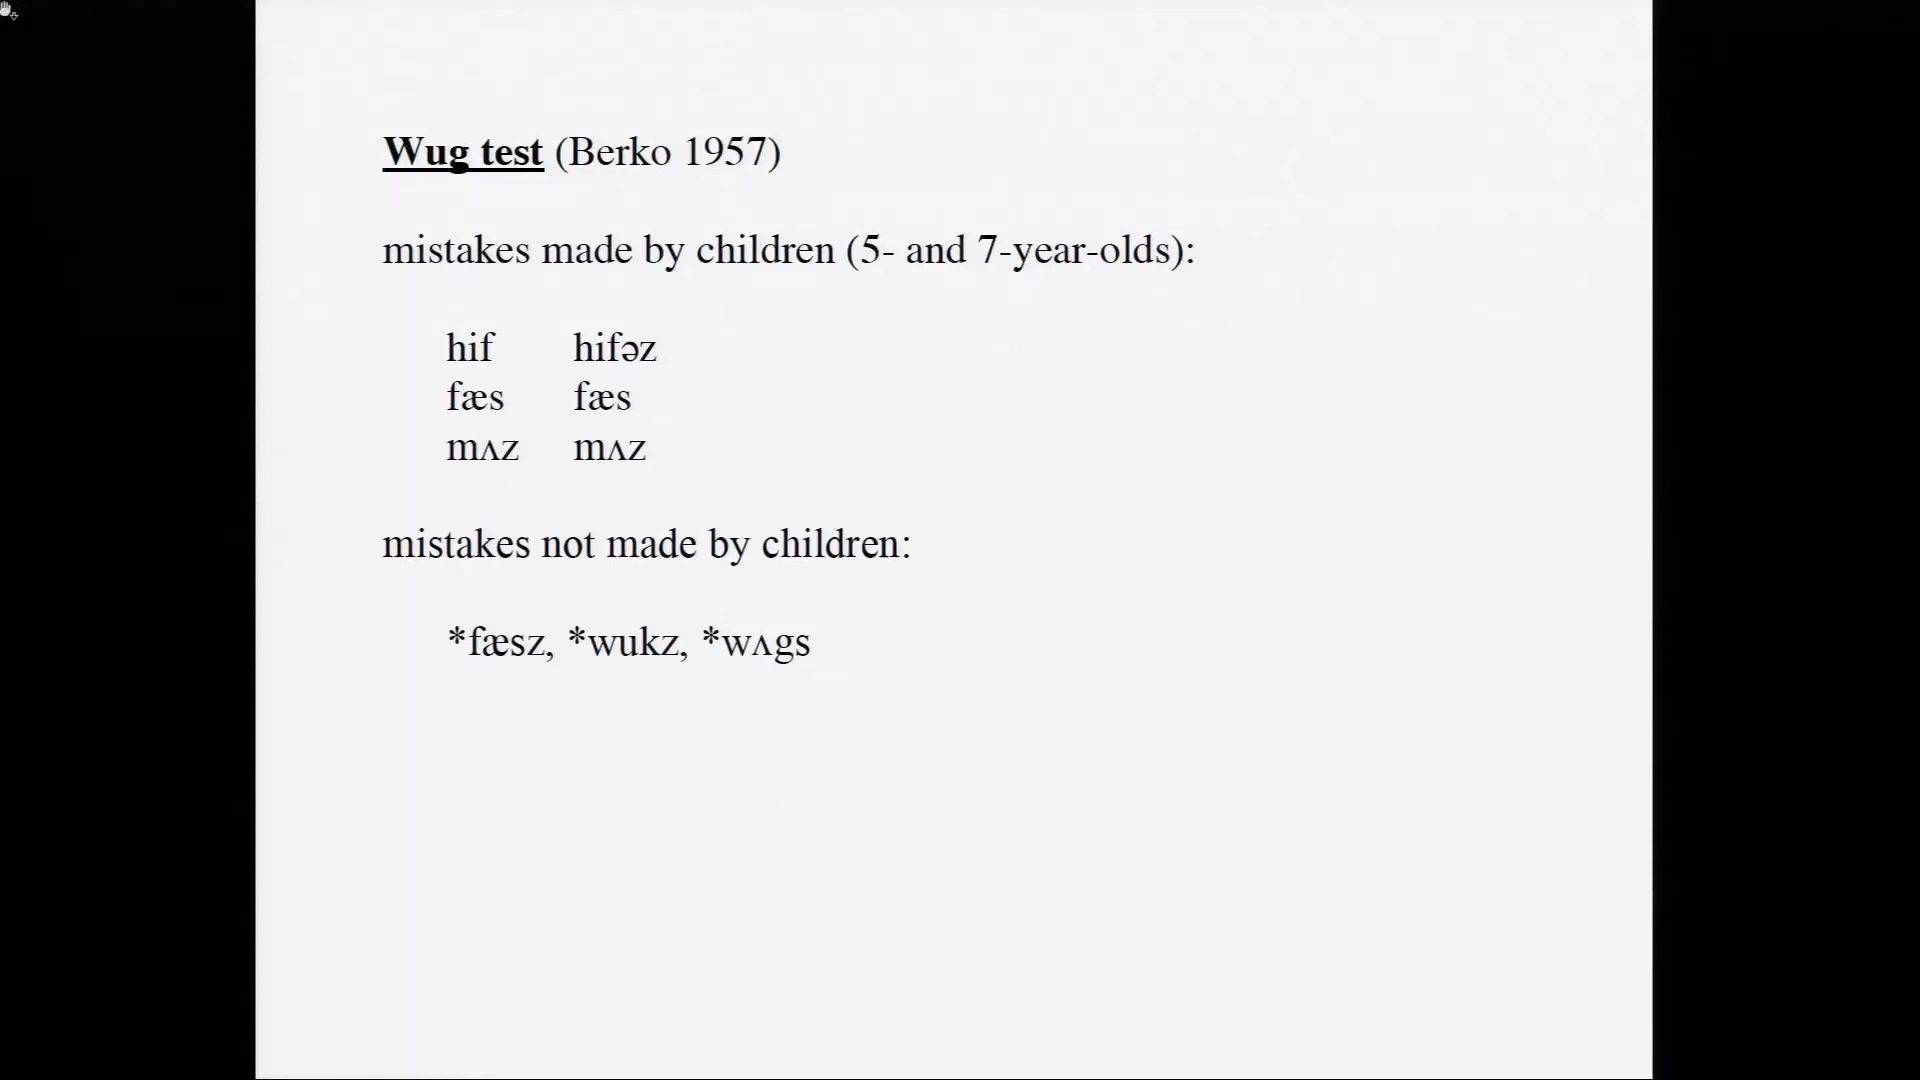 Wug test (Berko 1957)
mistakes made by children (5- and 7-year-olds):
hif hifəz
fæs fæs
mʌz mʌz
mistakes not made by children:
*fæsz, *wukz, *wʌgs